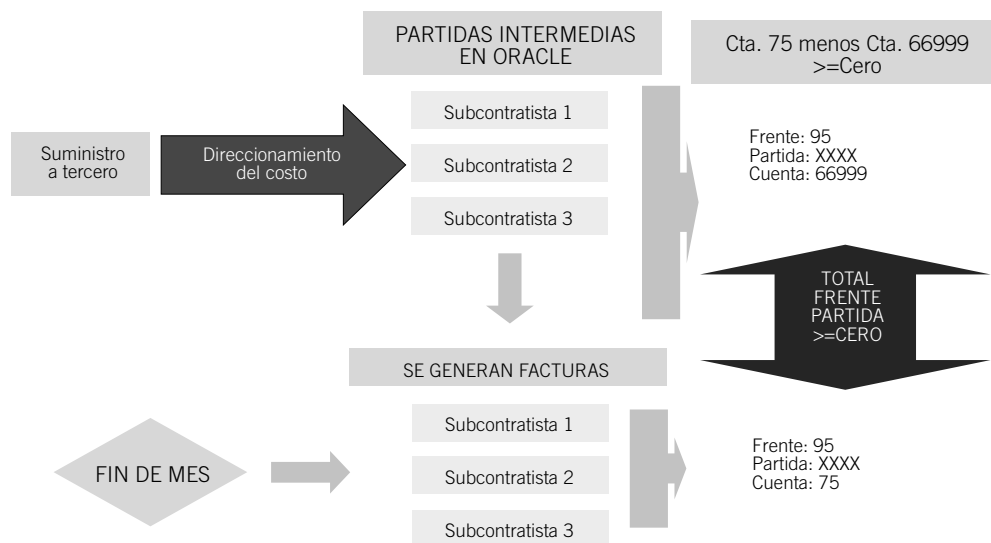 PARTIDAS INTERMEDIAS
EN ORACLE
Cta. 75 menos Cta. 66999
>=Cero
Suministro
a tercero
Direccionamiento
del costo
Subcontratista 1
Subcontratista 2
Subcontratista 3
Frente: 95
Partida: XXXX
Cuenta: 66999
TOTAL
FRENTE
PARTIDA
>=CERO
SE GENERAN FACTURAS
FIN DE MES
Subcontratista 1
Subcontratista 2
Subcontratista 3
Frente: 95
Partida: XXXX
Cuenta: 75